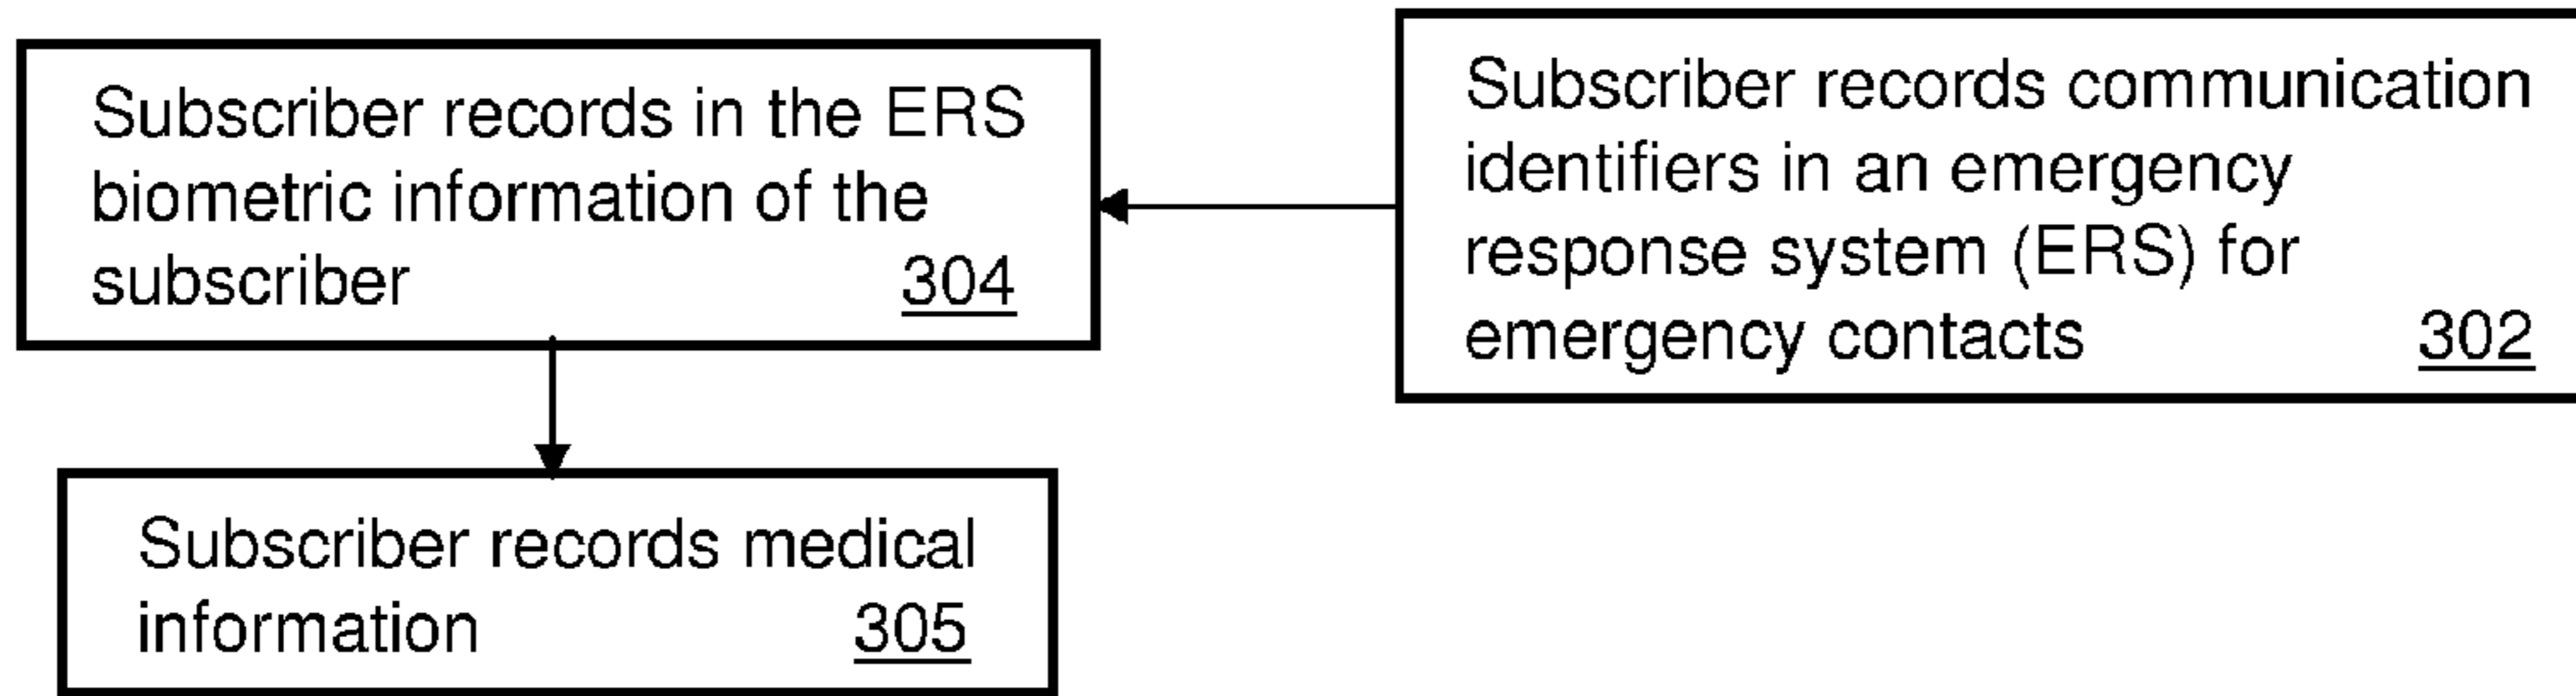 Subscriber records in the ERS
biometric information of the
subscriber 304
Subscriber records communication
identifiers in an emergency
response system (ERS) for
emergency contacts 302
Subscriber records medical
information 305